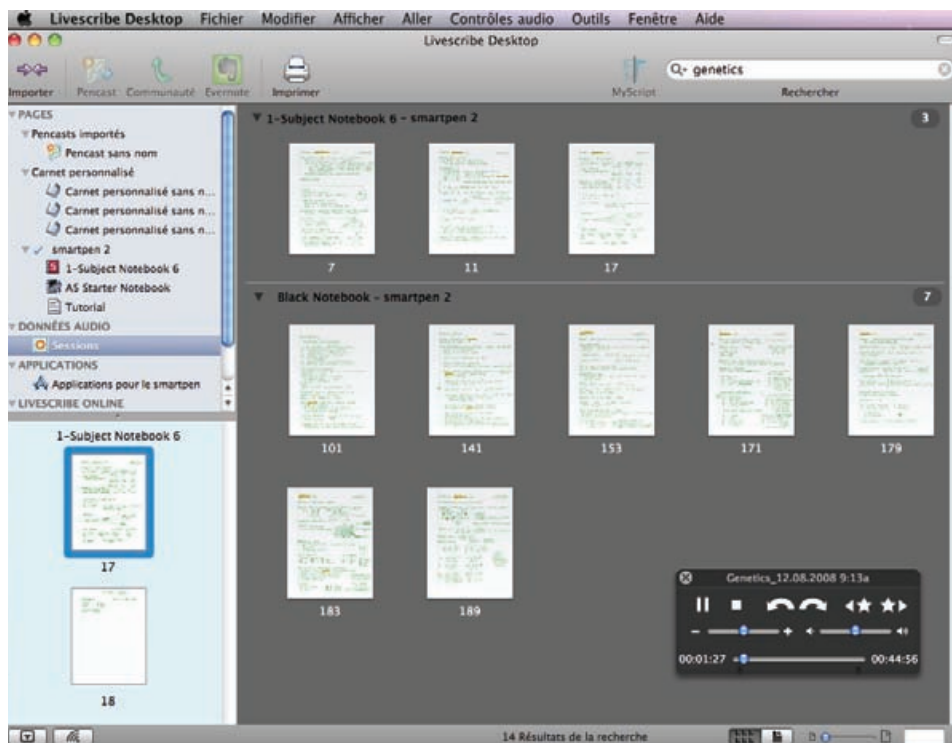 Livescribe Desktop Fichier Modifier Afficher Aller Contrôles audio Outils Fenêtre Aide
Livescribe Desktop
Importer Pencast Communauté Evernote Imprimer MyScript Rechercher
genetics
PAGES
Pencasts importés
Pencast sans nom
Carnet personnalisé
Carnet personnalisé sans n...
Carnet personnalisé sans n...
Carnet personnalisé sans n...
smartpen 2
1-Subject Notebook 6
A5 Starter Notebook
Tutorial
DONNÉES AUDIO
Sessions
APPLICATIONS
Applications pour le smartpen
LIVESCRIBE ONLINE
1-Subject Notebook 6
17
18
1-Subject Notebook 6 - smartpen 2 3
7 11 17
Black Notebook - smartpen 2 7
101 141 153 171 179
183 189
Genetics_12.08.2008 9:13a
00:01:27 00:44:56
14 Résultats de la recherche